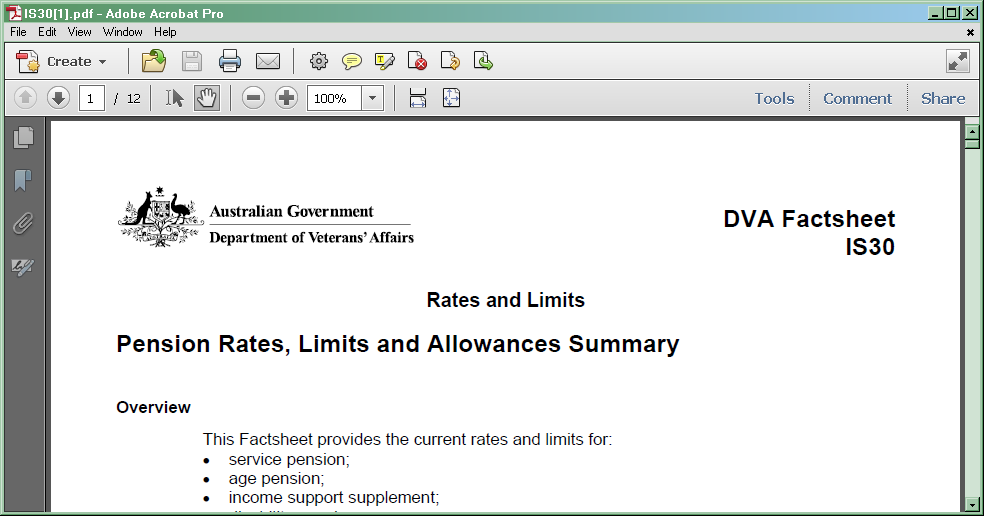 IS30[1].pdf - Adobe Acrobat Pro
File Edit View Window Help
Create
1 / 12 100% Tools Comment Share
Australian Government
Department of Veterans' Affairs
DVA Factsheet
IS30
Rates and Limits
Pension Rates, Limits and Allowances Summary
Overview
This Factsheet provides the current rates and limits for:
• service pension;
• age pension;
• income support supplement;